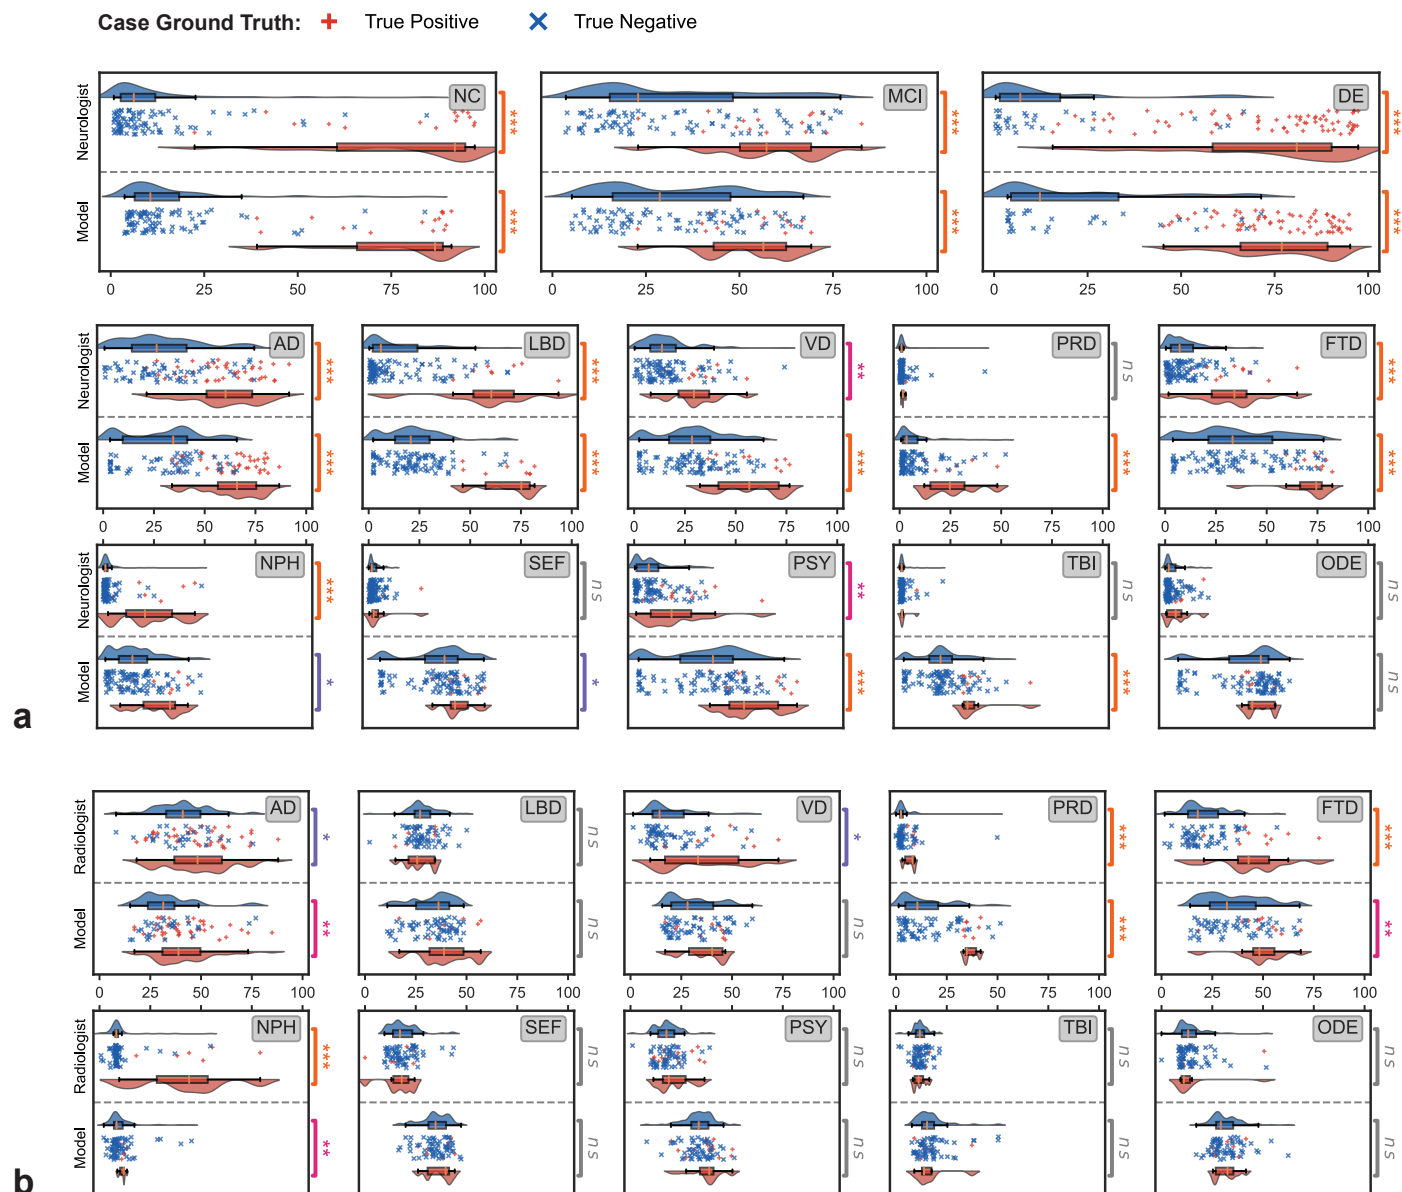 Case Ground Truth: + True Positive × True Negative
Neurologist NC *** MCI *** DE ***
Model *** *** ***
0 25 50 75 100 0 25 50 75 100 0 25 50 75 100
Neurologist AD *** LBD *** VD ** PRD ns FTD ***
Model *** *** *** *** ***
0 25 50 75 100 0 25 50 75 100 0 25 50 75 100 0 25 50 75 100 0 25 50 75 100
Neurologist NPH *** SEF ns PSY ** TBI ns ODE ns
Model * * *** *** ns
a
Radiologist AD * LBD ns VD * PRD *** FTD ***
Model ** ns ns *** **
0 25 50 75 100 0 25 50 75 100 0 25 50 75 100 0 25 50 75 100 0 25 50 75 100
Radiologist NPH *** SEF ns PSY ns TBI ns ODE ns
Model ** ns ns ns ns
b